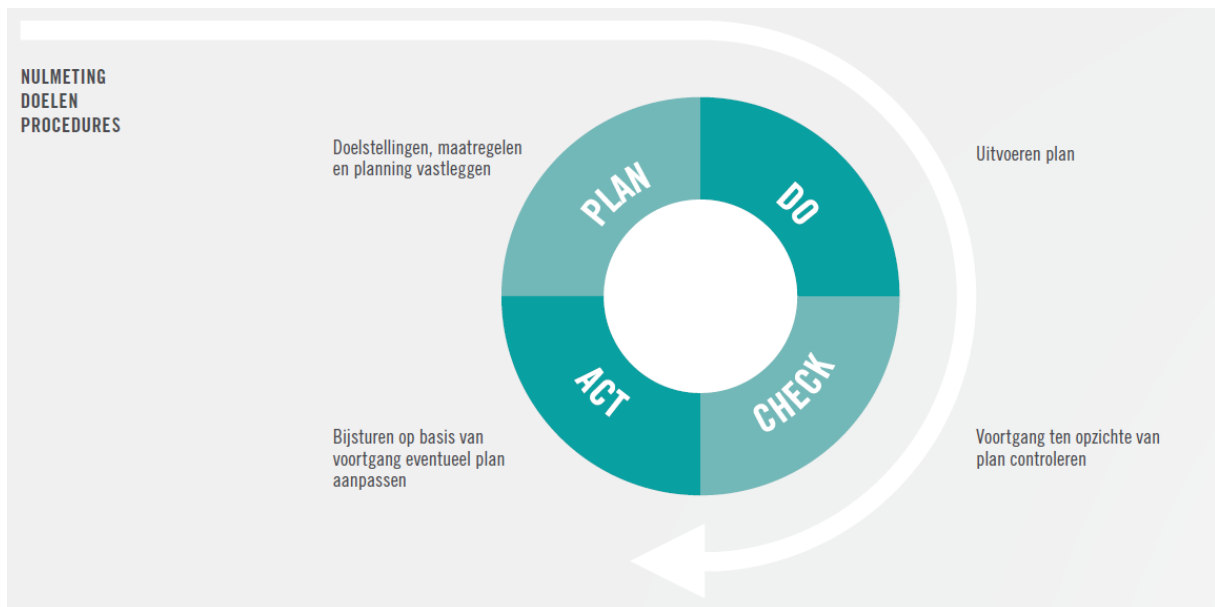 NULMETING
DOELEN
PROCEDURES
Doelstellingen, maatregelen
en planning vastleggen
PLAN
DO
Uitvoeren plan
Bijsturen op basis van
voortgang eventueel plan
aanpassen
ACT
CHECK
Voortgang ten opzichte van
plan controleren